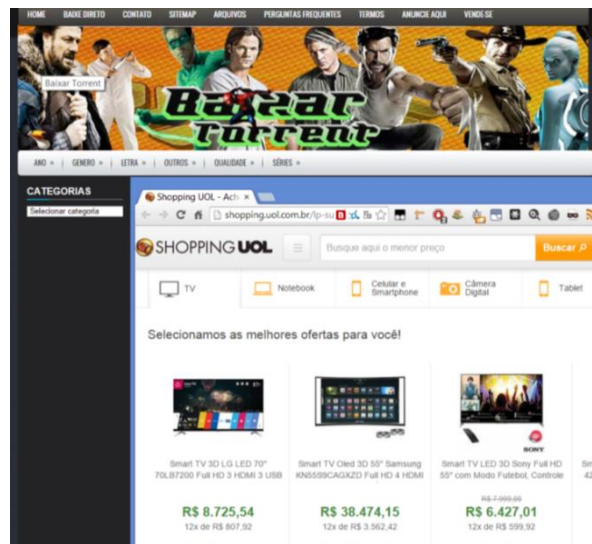 HOME BAIXE DIRETO CONTATO SITEMAP ARQUIVOS PERGUNTAS FREQUENTES TERMOS ANUNCIE AQUI VENDE-SE
Baixar Torrent
Baixar
Torrent
ANO » GENERO » LETRA » OUTROS » QUALIDADE » SÉRIES »
CATEGORIAS
Selecionar categoria
Shopping UOL - Ach ×
shopping.uol.com.br/lp-su
SHOPPING UOL
Busque aqui o menor preço
Buscar
TV
Notebook
Celular e
Smartphone
Câmera
Digital
Tablet
Selecionamos as melhores ofertas para você!
SONY
Smart TV 3D LG LED 70"
70LB7200 Full HD 3 HDMI 3 USB
Smart TV Oled 3D 55" Samsung
KN55S9CAGXZD Full HD 4 HDMI
Smart TV LED 3D Sony Full HD
55" com Modo Futebol, Controle
R$ 8.725,54
12x de R$ 807,92
R$ 38.474,15
12x de R$ 3.562,42
R$ 7.999,00
R$ 6.427,01
12x de R$ 599,92